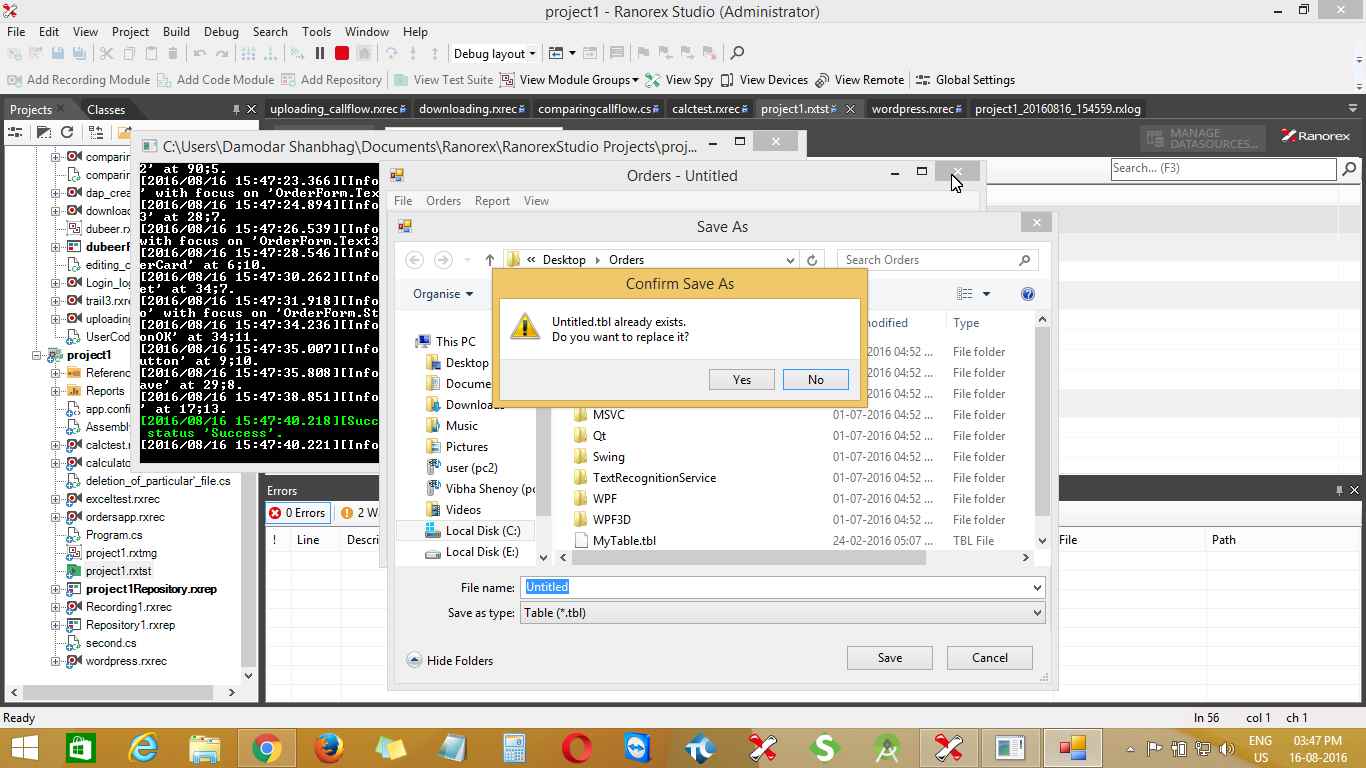 project1 - Ranorex Studio (Administrator)
File Edit View Project Build Debug Search Tools Window Help
Debug layout
Add Recording Module Add Code Module Add Repository View Test Suite View Module Groups View Spy View Devices View Remote Global Settings
Projects Classes
uploading_callflow.rxrec downloading.rxrec comparingcallflow.cs calctest.rxrec project1.rxtst wordpress.rxrec project1_20160816_154559.rxlog
MANAGE
DATASOURCES...
Ranorex
Search... (F3)
comparin
comparin
dap_crea
download
dubeer.rx
dubeerR
editing_c
Login_lo
trail3.rxre
uploading
UserCod
project1
Referenc
Reports
app.confi
Assembl
calctest.r
calculato
deletion_of_particular'_file.cs
exceltest.rxrec
ordersapp.rxrec
Program.cs
project1.rxtmg
project1.rxtst
project1Repository.rxrep
Recording1.rxrec
Repository1.rxrep
second.cs
wordpress.rxrec
C:\Users\Damodar Shanbhag\Documents\Ranorex\RanorexStudio Projects\proj...
2' at 90;5.
[2016/08/16 15:47:23.366][Info
' with focus on 'OrderForm.Text
[2016/08/16 15:47:24.894][Info
3' at 28;7.
[2016/08/16 15:47:26.539][Info
with focus on 'OrderForm.Text3
[2016/08/16 15:47:28.546][Info
erCard' at 6;10.
[2016/08/16 15:47:30.262][Info
et' at 34;7.
[2016/08/16 15:47:31.918][Info
o' with focus on 'OrderForm.St
[2016/08/16 15:47:34.236][Info
onOK' at 34;11.
[2016/08/16 15:47:35.007][Info
utton' at 9;10.
[2016/08/16 15:47:35.808][Info
ave' at 29;8.
[2016/08/16 15:47:38.851][Info
' at 17;13.
[2016/08/16 15:47:40.218][Succ
status 'Success'.
[2016/08/16 15:47:40.221][Info
Orders - Untitled
File Orders Report View
Save As
« Desktop Orders
Search Orders
Organise
This PC
Desktop
Docume
Downloads
Music
Pictures
user (pc2)
Vibha Shenoy (pc
Videos
Local Disk (C:)
Local Disk (E:)
odified Type
-2016 04:52 ... File folder
-2016 04:52 ... File folder
-2016 04:52 ... File folder
MSVC 01-07-2016 04:52 ... File folder
Qt 01-07-2016 04:52 ... File folder
Swing 01-07-2016 04:52 ... File folder
TextRecognitionService 01-07-2016 04:52 ... File folder
WPF 01-07-2016 04:52 ... File folder
WPF3D 01-07-2016 04:52 ... File folder
MyTable.tbl 24-02-2016 05:07 ... TBL File
Confirm Save As
Untitled.tbl already exists.
Do you want to replace it?
Yes No
File name: Untitled
Save as type: Table (*.tbl)
Hide Folders
Save Cancel
Errors
0 Errors 2 W
! Line Descri File Path
Ready
ln 56 col 1 ch 1
ENG
US
03:47 PM
16-08-2016